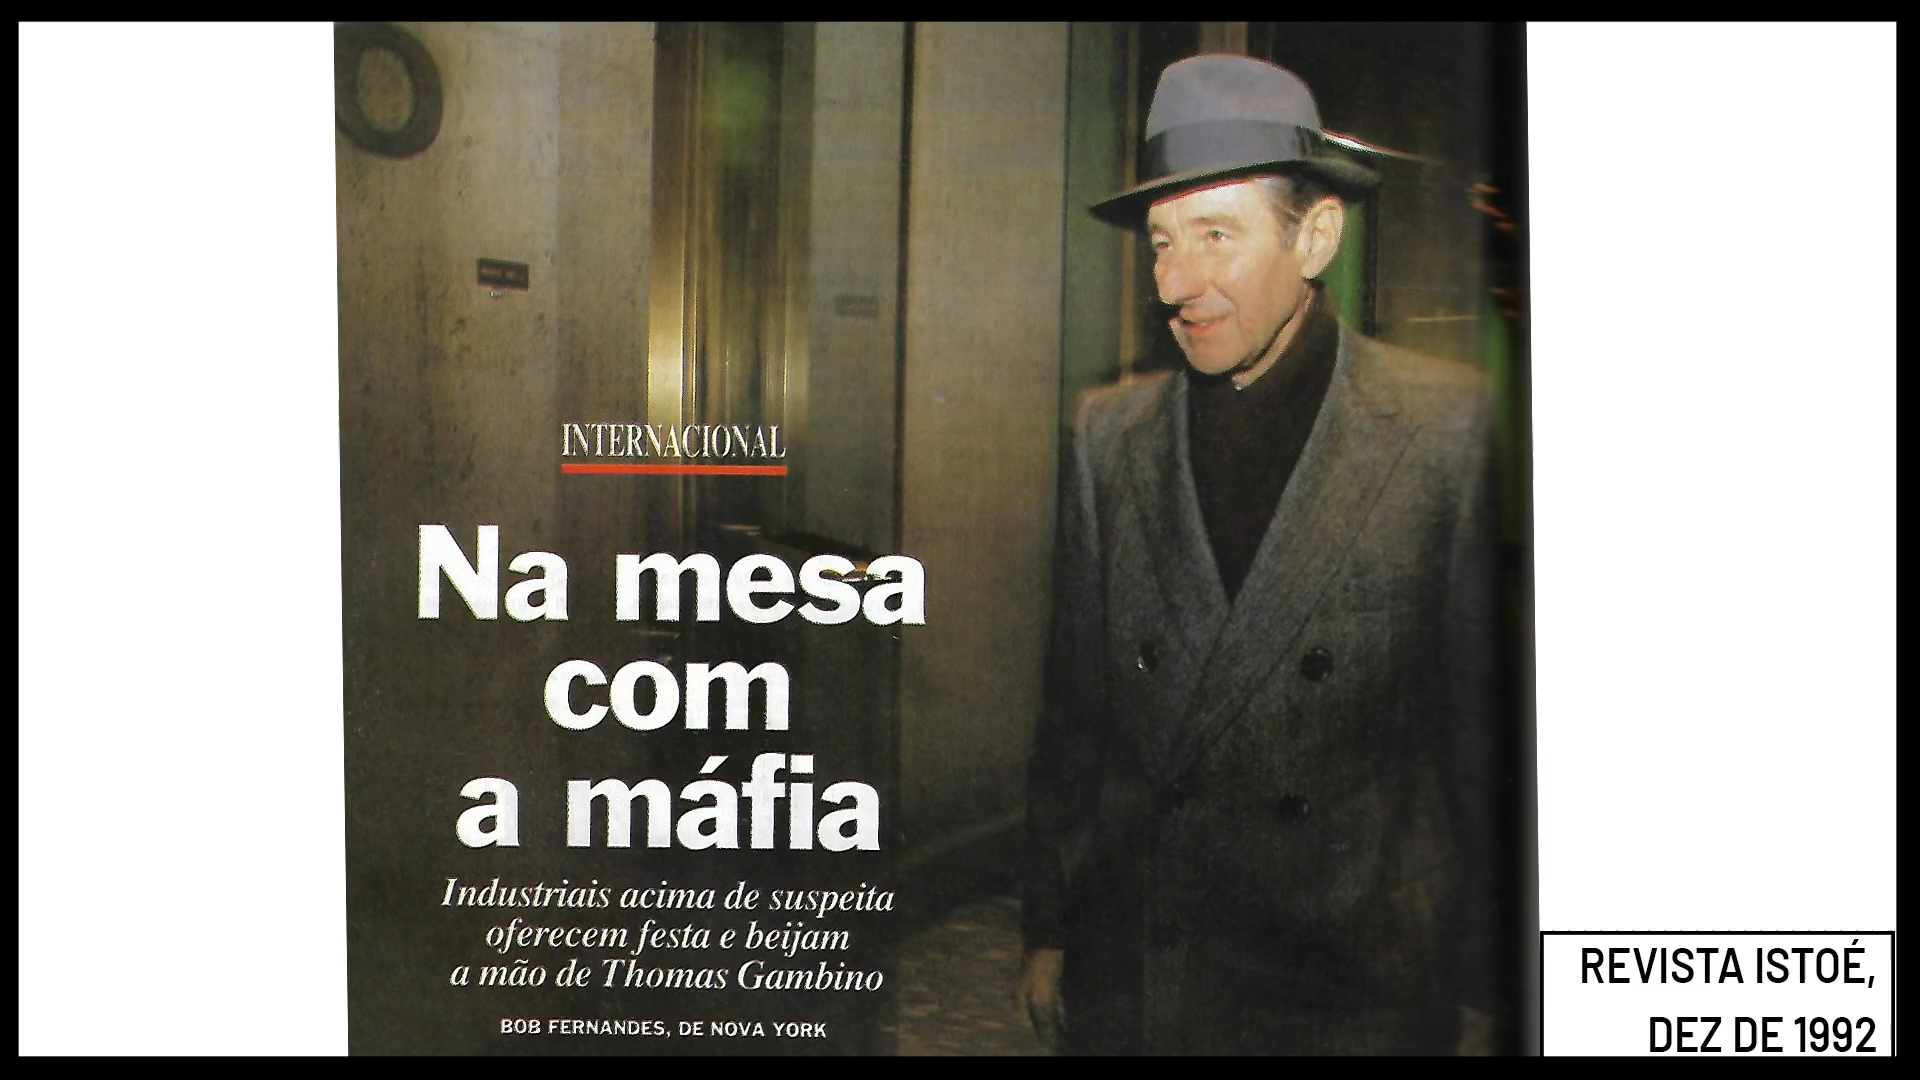 INTERNACIONAL
Na mesa
com
a máfia
Industriais acima de suspeita
oferecem festa e beijam
a mão de Thomas Gambino
BOB FERNANDES, DE NOVA YORK
REVISTA ISTOÉ,
DEZ DE 1992